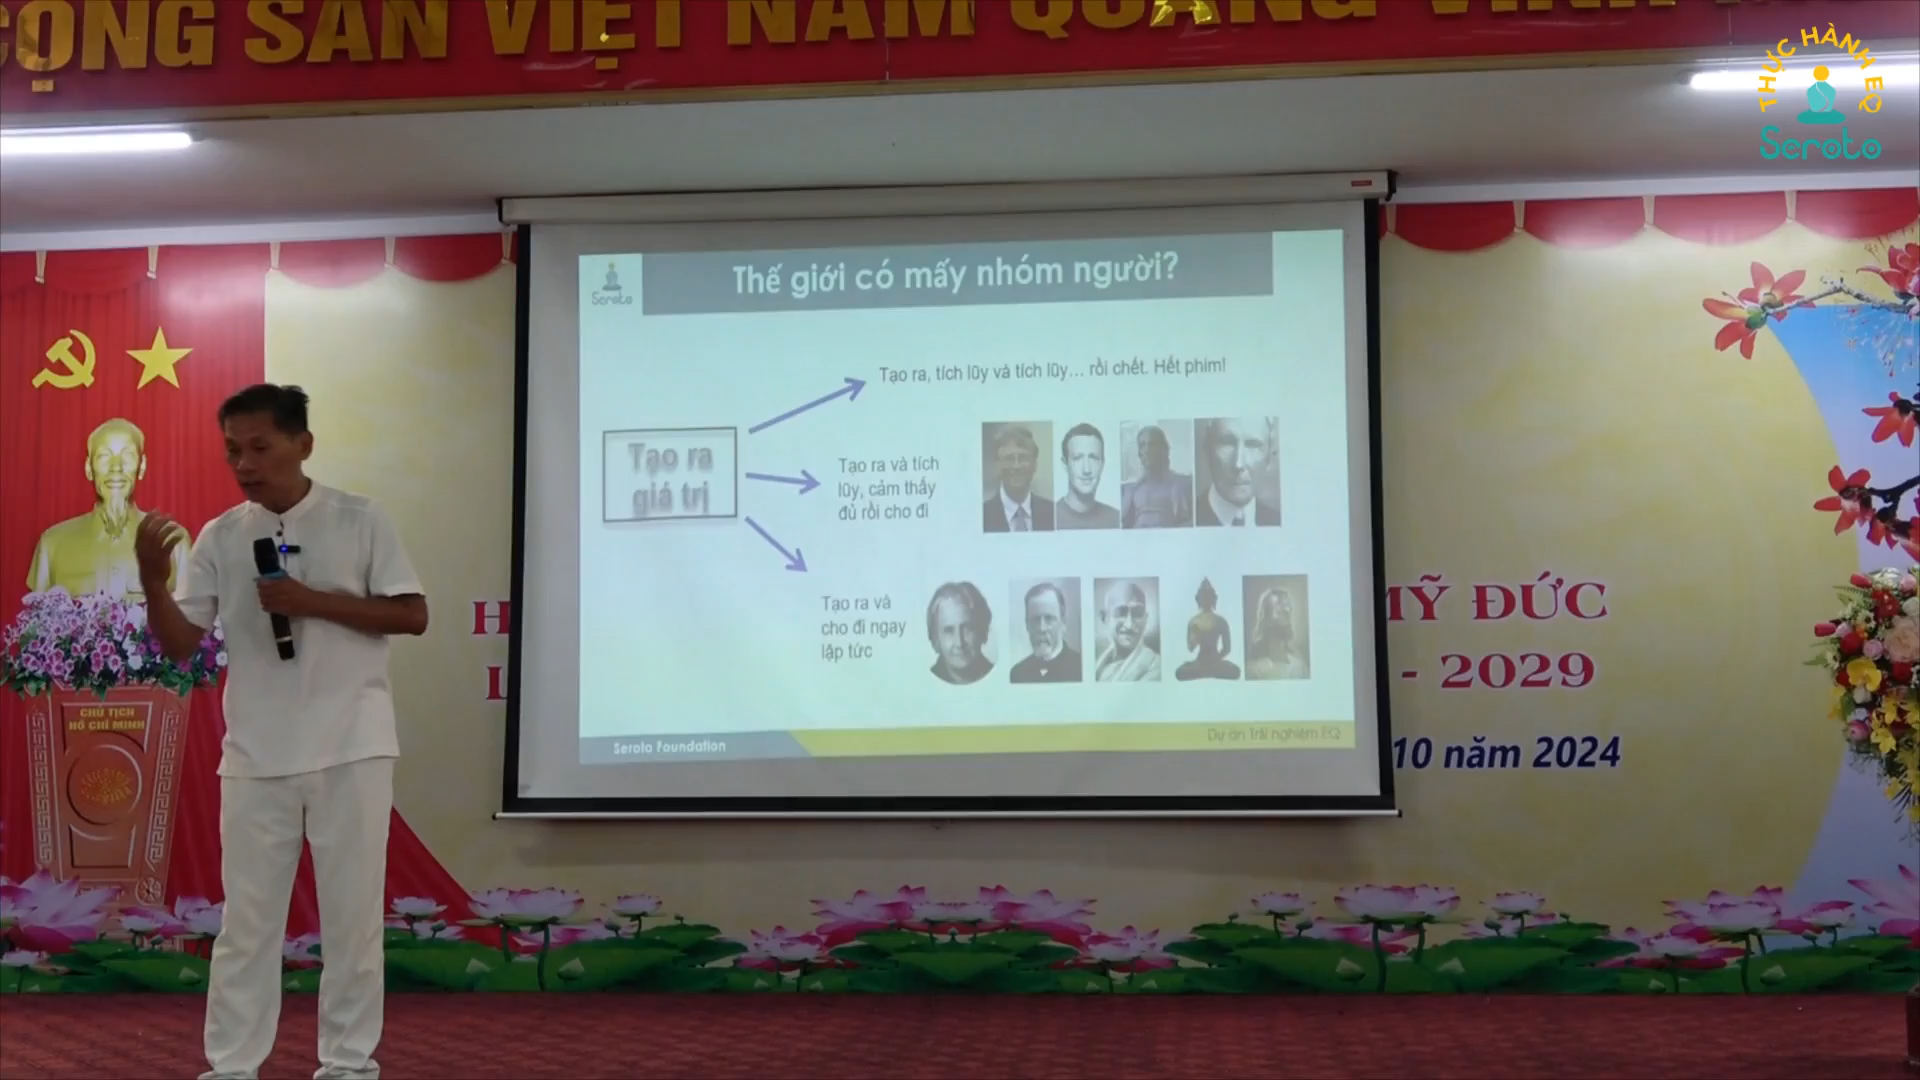 CỘNG SẢN VIỆT NAM QUANG VINH
THỰC HÀNH EQ
Seroto
Seroto
Thế giới có mấy nhóm người?
Tạo ra, tích lũy và tích lũy... rồi chết. Hết phim!
Tạo ra
giá trị
Tạo ra và tích
lũy, cảm thấy
đủ rồi cho đi
Tạo ra và
cho đi ngay
lập tức
Seroto Foundation
Dự án Trải nghiệm EQ
H
MỸ ĐỨC
L
- 2029
10 năm 2024
CHỦ TỊCH
HỒ CHÍ MINH